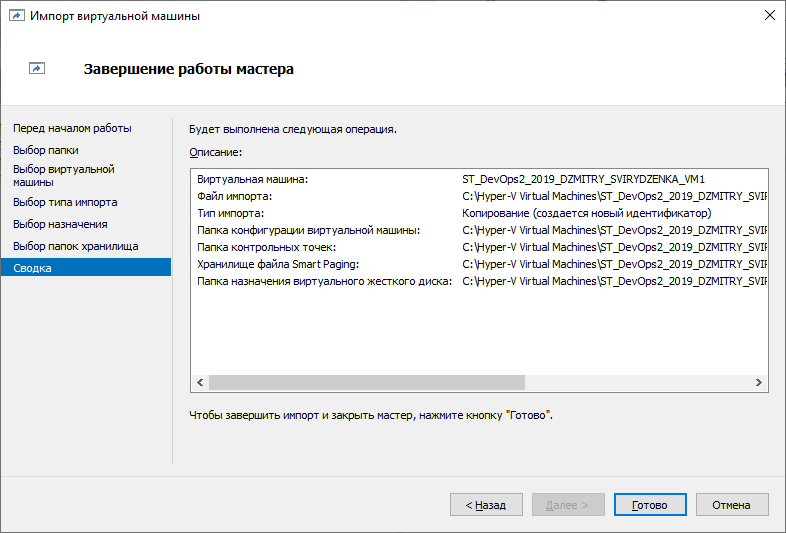 Импорт виртуальной машины
Завершение работы мастера
Перед началом работы
Выбор папки
Выбор виртуальной
машины
Выбор типа импорта
Выбор назначения
Выбор папок хранилища
Сводка
Будет выполнена следующая операция.
Описание:
Виртуальная машина: ST_DevOps2_2019_DZMITRY_SVIRYDZENKA_VM1
Файл импорта: C:\Hyper-V Virtual Machines\ST_DevOps2_2019_DZMITRY_SVIF
Тип импорта: Копирование (создается новый идентификатор)
Папка конфигурации виртуальной машины: C:\Hyper-V Virtual Machines\ST_DevOps2_2019_DZMITRY_SVIF
Папка контрольных точек: C:\Hyper-V Virtual Machines\ST_DevOps2_2019_DZMITRY_SVIF
Хранилище файла Smart Paging: C:\Hyper-V Virtual Machines\ST_DevOps2_2019_DZMITRY_SVIF
Папка назначения виртуального жесткого диска: C:\Hyper-V Virtual Machines\ST_DevOps2_2019_DZMITRY_SVIF
Чтобы завершить импорт и закрыть мастер, нажмите кнопку "Готово".
< Назад Далее > Готово Отмена